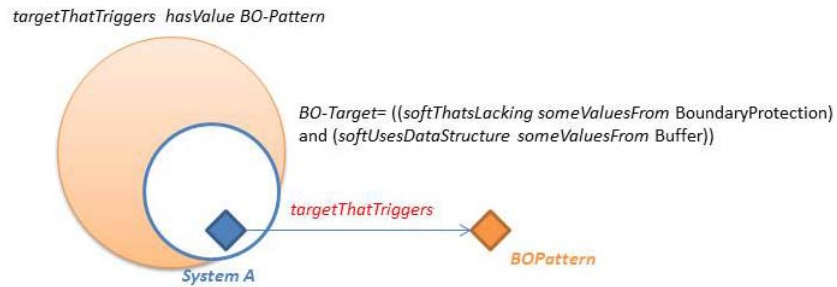 targetThatTriggers hasValue BO-Pattern
BO-Target= ((softThatsLacking someValuesFrom BoundaryProtection)
and (softUsesDataStructure someValuesFrom Buffer))
targetThatTriggers
BOPattern
System A